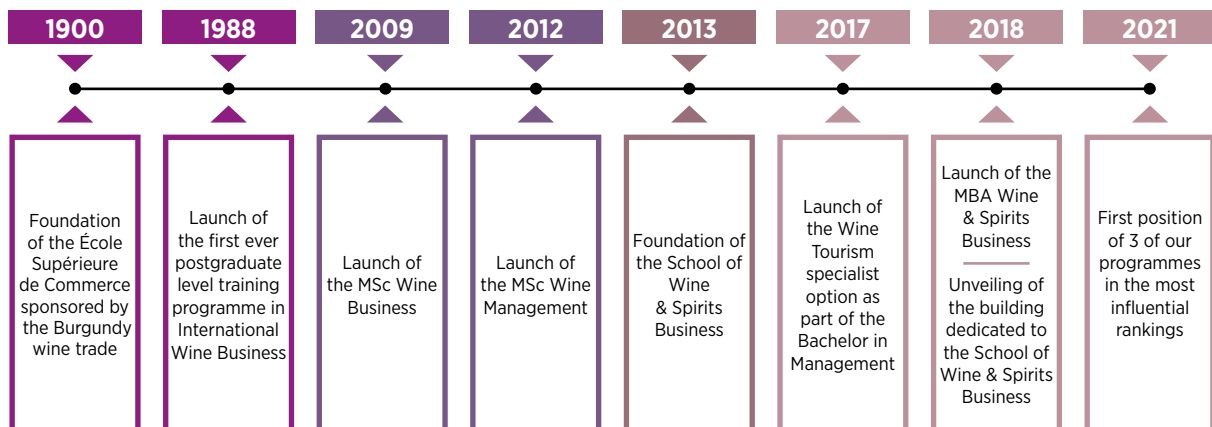 1900
Foundation
of the École
Supérieure
de Commerce
sponsored by
the Burgundy
wine trade
1988
Launch of
the first ever
postgraduate
level training
programme in
International
Wine Business
2009
Launch of
the MSc Wine
Business
2012
Launch of
the MSc Wine
Management
2013
Foundation of
the School of
Wine
& Spirits
Business
2017
Launch of
the Wine
Tourism
specialist
option as
part of the
Bachelor in
Management
2018
Launch of the
MBA Wine
& Spirits
Business
Unveiling of
the building
dedicated to
the School of
Wine & Spirits
Business
2021
First position
of 3 of our
programmes
in the most
influential
rankings